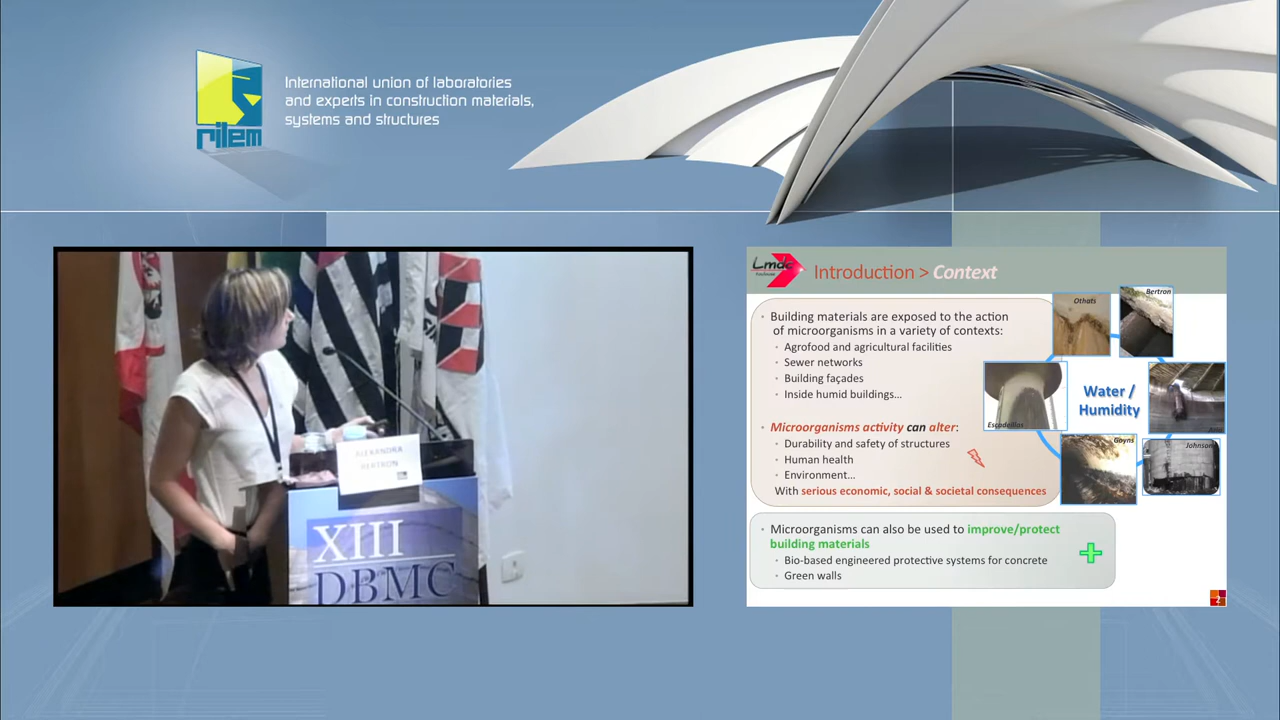 rilem
International union of laboratories
and experts in construction materials,
systems and structures
ALEXANDRA
BERTRON
XIII
DBMC
Lmdc
Introduction > Context
Building materials are exposed to the action
of microorganisms in a variety of contexts:
Agrofood and agricultural facilities
Sewer networks
Building façades
Inside humid buildings…
Microorganisms activity can alter:
Durability and safety of structures
Human health
Environment…
With serious economic, social & societal consequences
Othats
Bertron
Escadeillas
Water /
Humidity
Goyns
Johnson
Microorganisms can also be used to improve/protect
building materials
Bio-based engineered protective systems for concrete
Green walls
2